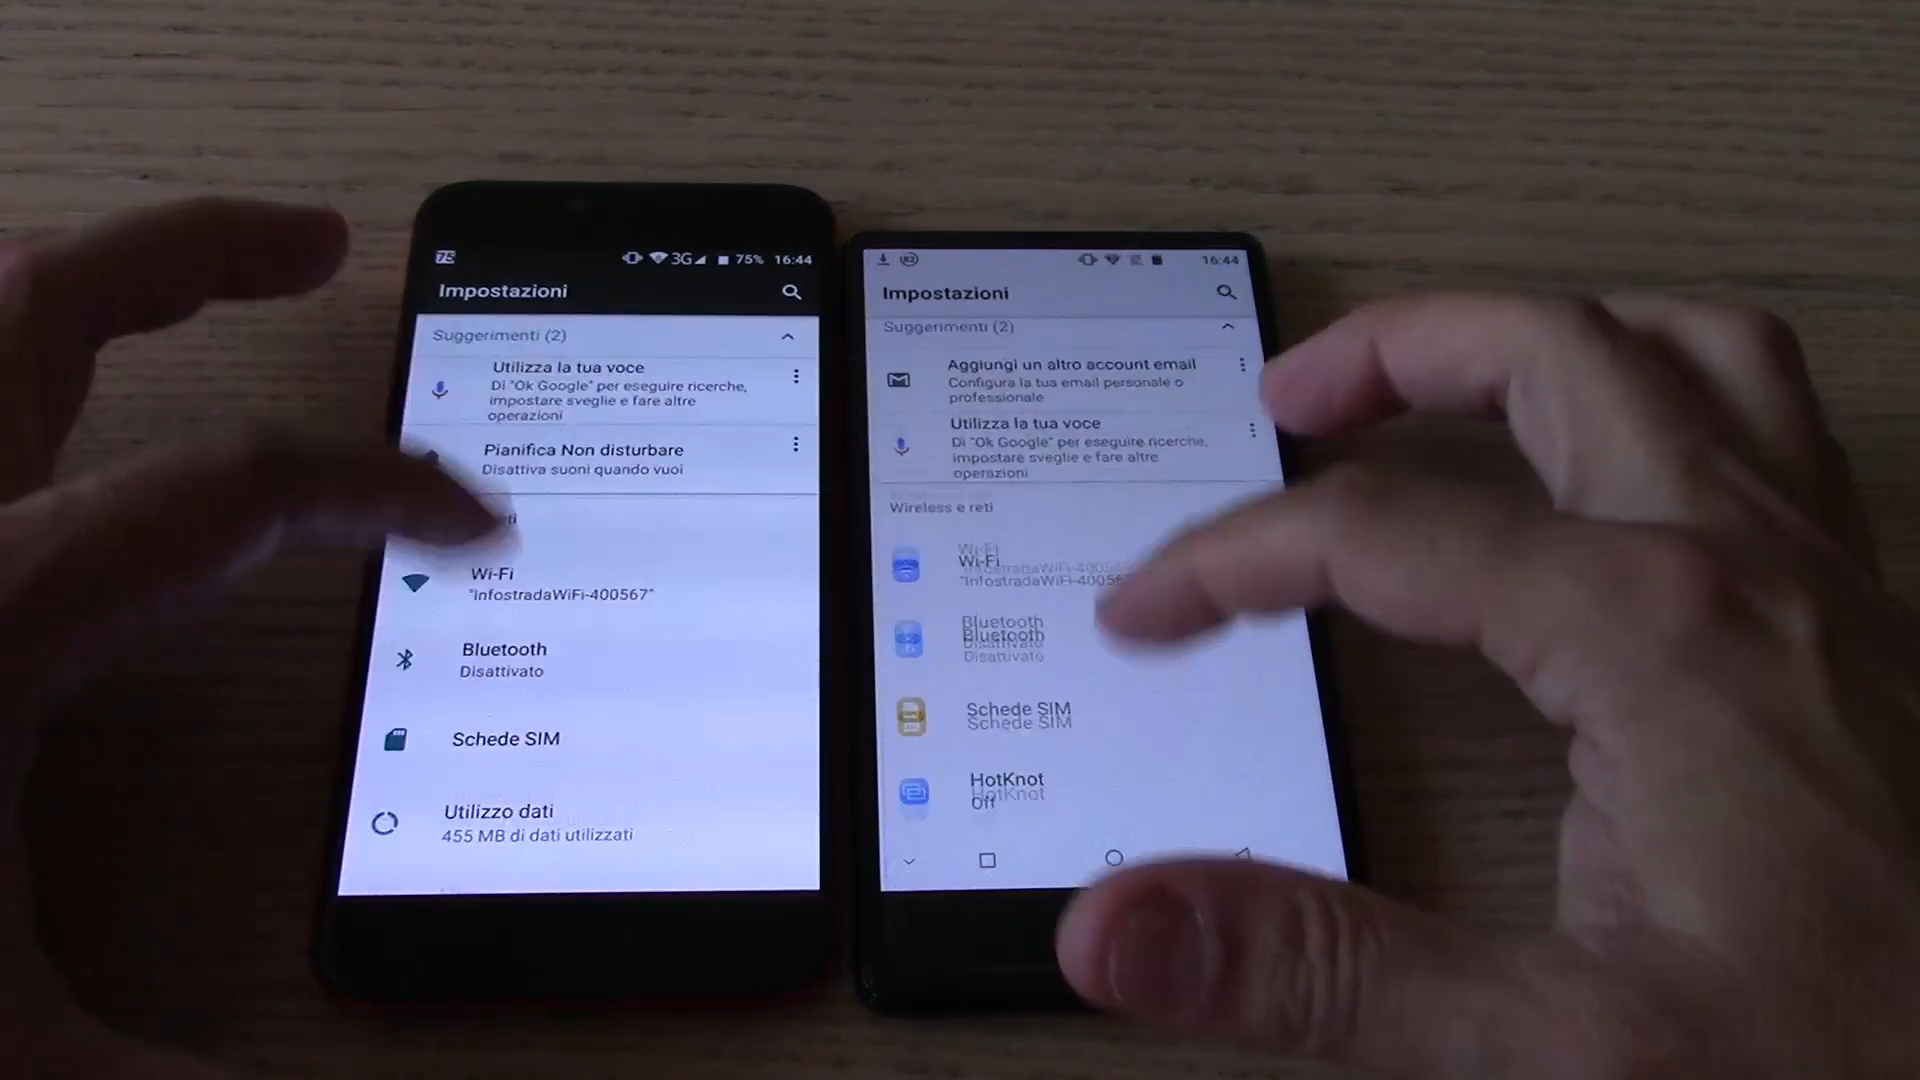 75
3G
75%
16:44
Impostazioni
Suggerimenti (2)
Utilizza la tua voce
Di "Ok Google" per eseguire ricerche,
impostare sveglie e fare altre
operazioni
Pianifica Non disturbare
Disattiva suoni quando vuoi
Wi-Fi
"InfostradaWiFi-400567"
Bluetooth
Disattivato
Schede SIM
Utilizzo dati
455 MB di dati utilizzati
16:44
Impostazioni
Suggerimenti (2)
Aggiungi un altro account email
Configura la tua email personale o
professionale
Utilizza la tua voce
Di "Ok Google" per eseguire ricerche,
impostare sveglie e fare altre
operazioni
Wireless e reti
Wi-Fi
Bluetooth
Disattivato
Schede SIM
HotKnot
Off